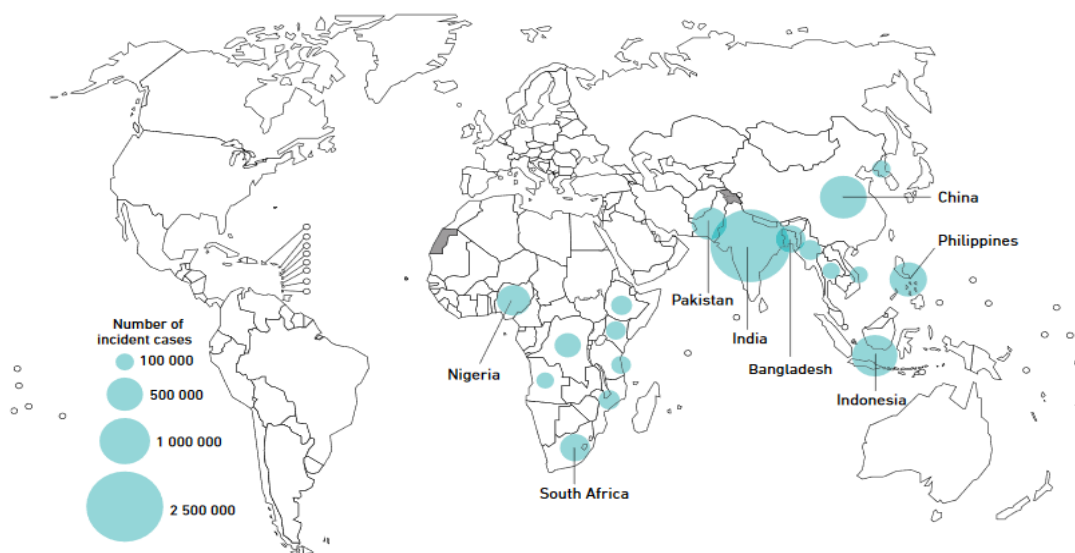 China
Philippines
Pakistan
India
Bangladesh
Nigeria
Indonesia
South Africa
Number of
incident cases
100 000
500 000
1 000 000
2 500 000